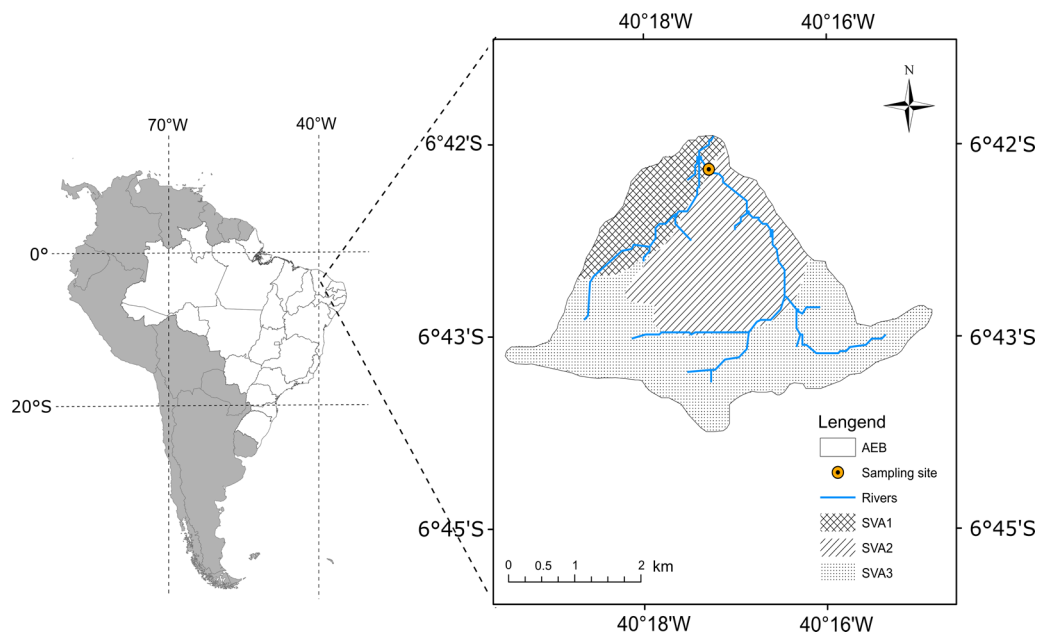 40°18'W 40°16'W
N
70°W 40°W
6°42'S 6°42'S
0°
6°43'S 6°43'S
20°S
Lengend
AEB
Sampling site
Rivers
SVA1
6°45'S 6°45'S
SVA2
0 0.5 1 2 km
SVA3
40°18'W 40°16'W